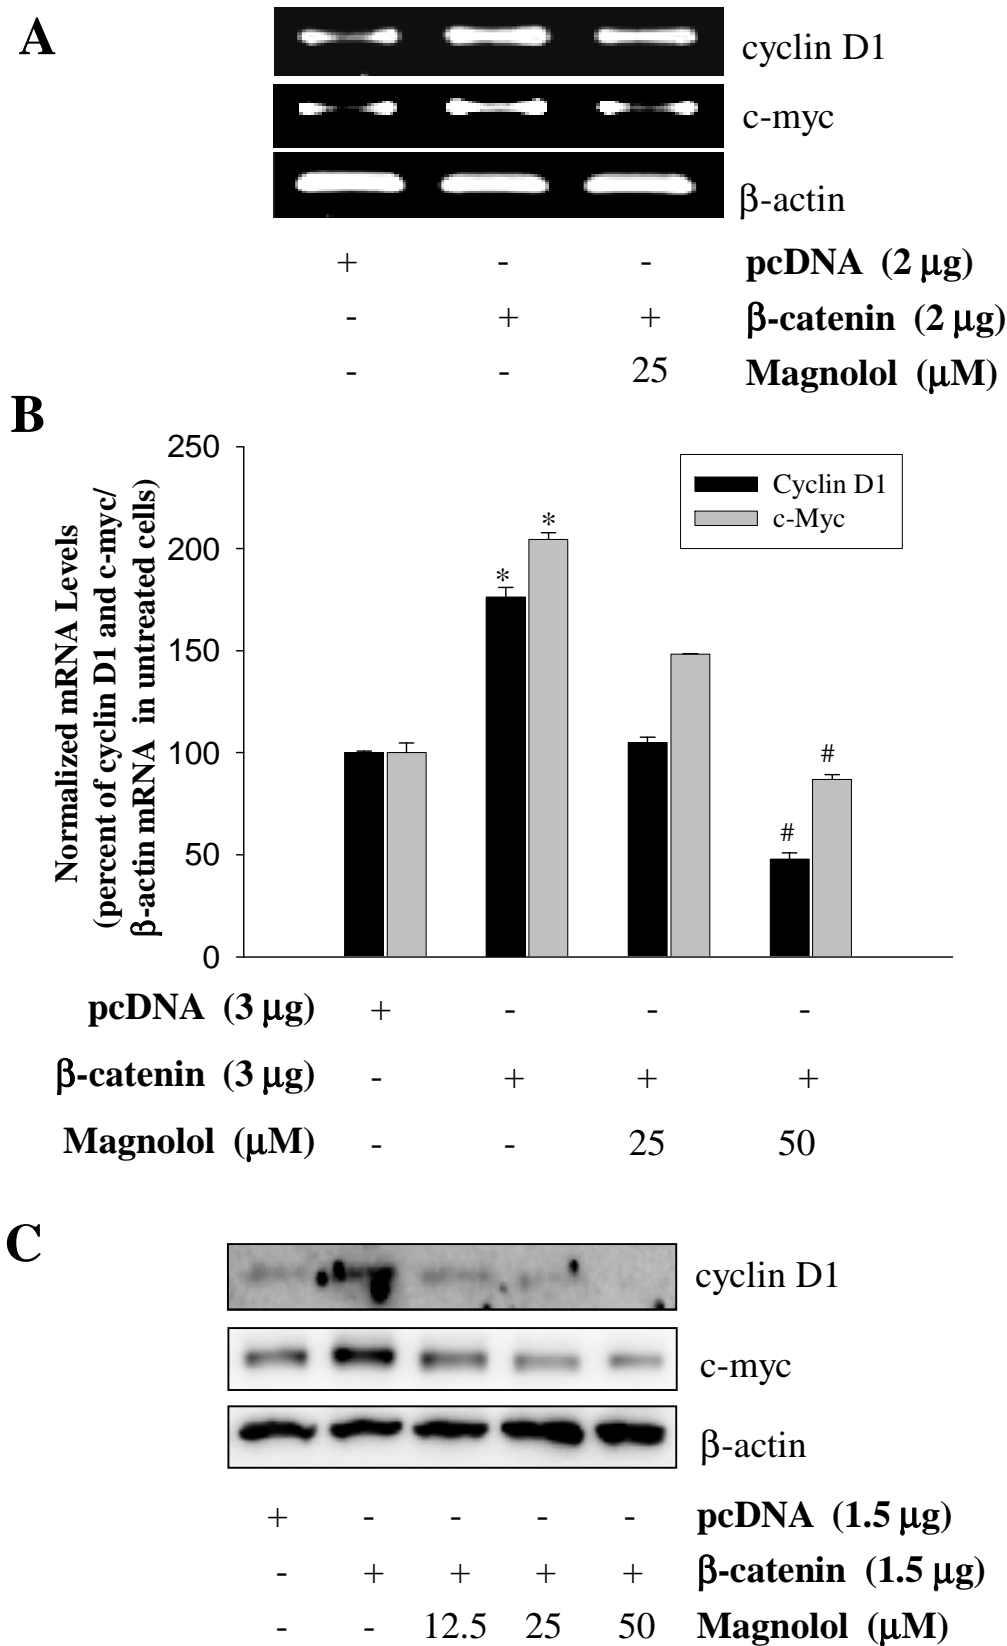 A
cyclin D1
c-myc
β-actin
+ - - pcDNA (2 μg)
- + + β-catenin (2 μg)
- - 25 Magnolol (μM)
B
Normalized mRNA Levels
(percent of cyclin D1 and c-myc/
β-actin mRNA in untreated cells)
250
200
150
100
50
0
Cyclin D1
c-Myc
*
*
#
#
pcDNA (3 μg) + - - -
β-catenin (3 μg) - + + +
Magnolol (μM) - - 25 50
C
cyclin D1
c-myc
β-actin
+ - - - - pcDNA (1.5 μg)
- + + + + β-catenin (1.5 μg)
- - 12.5 25 50 Magnolol (μM)